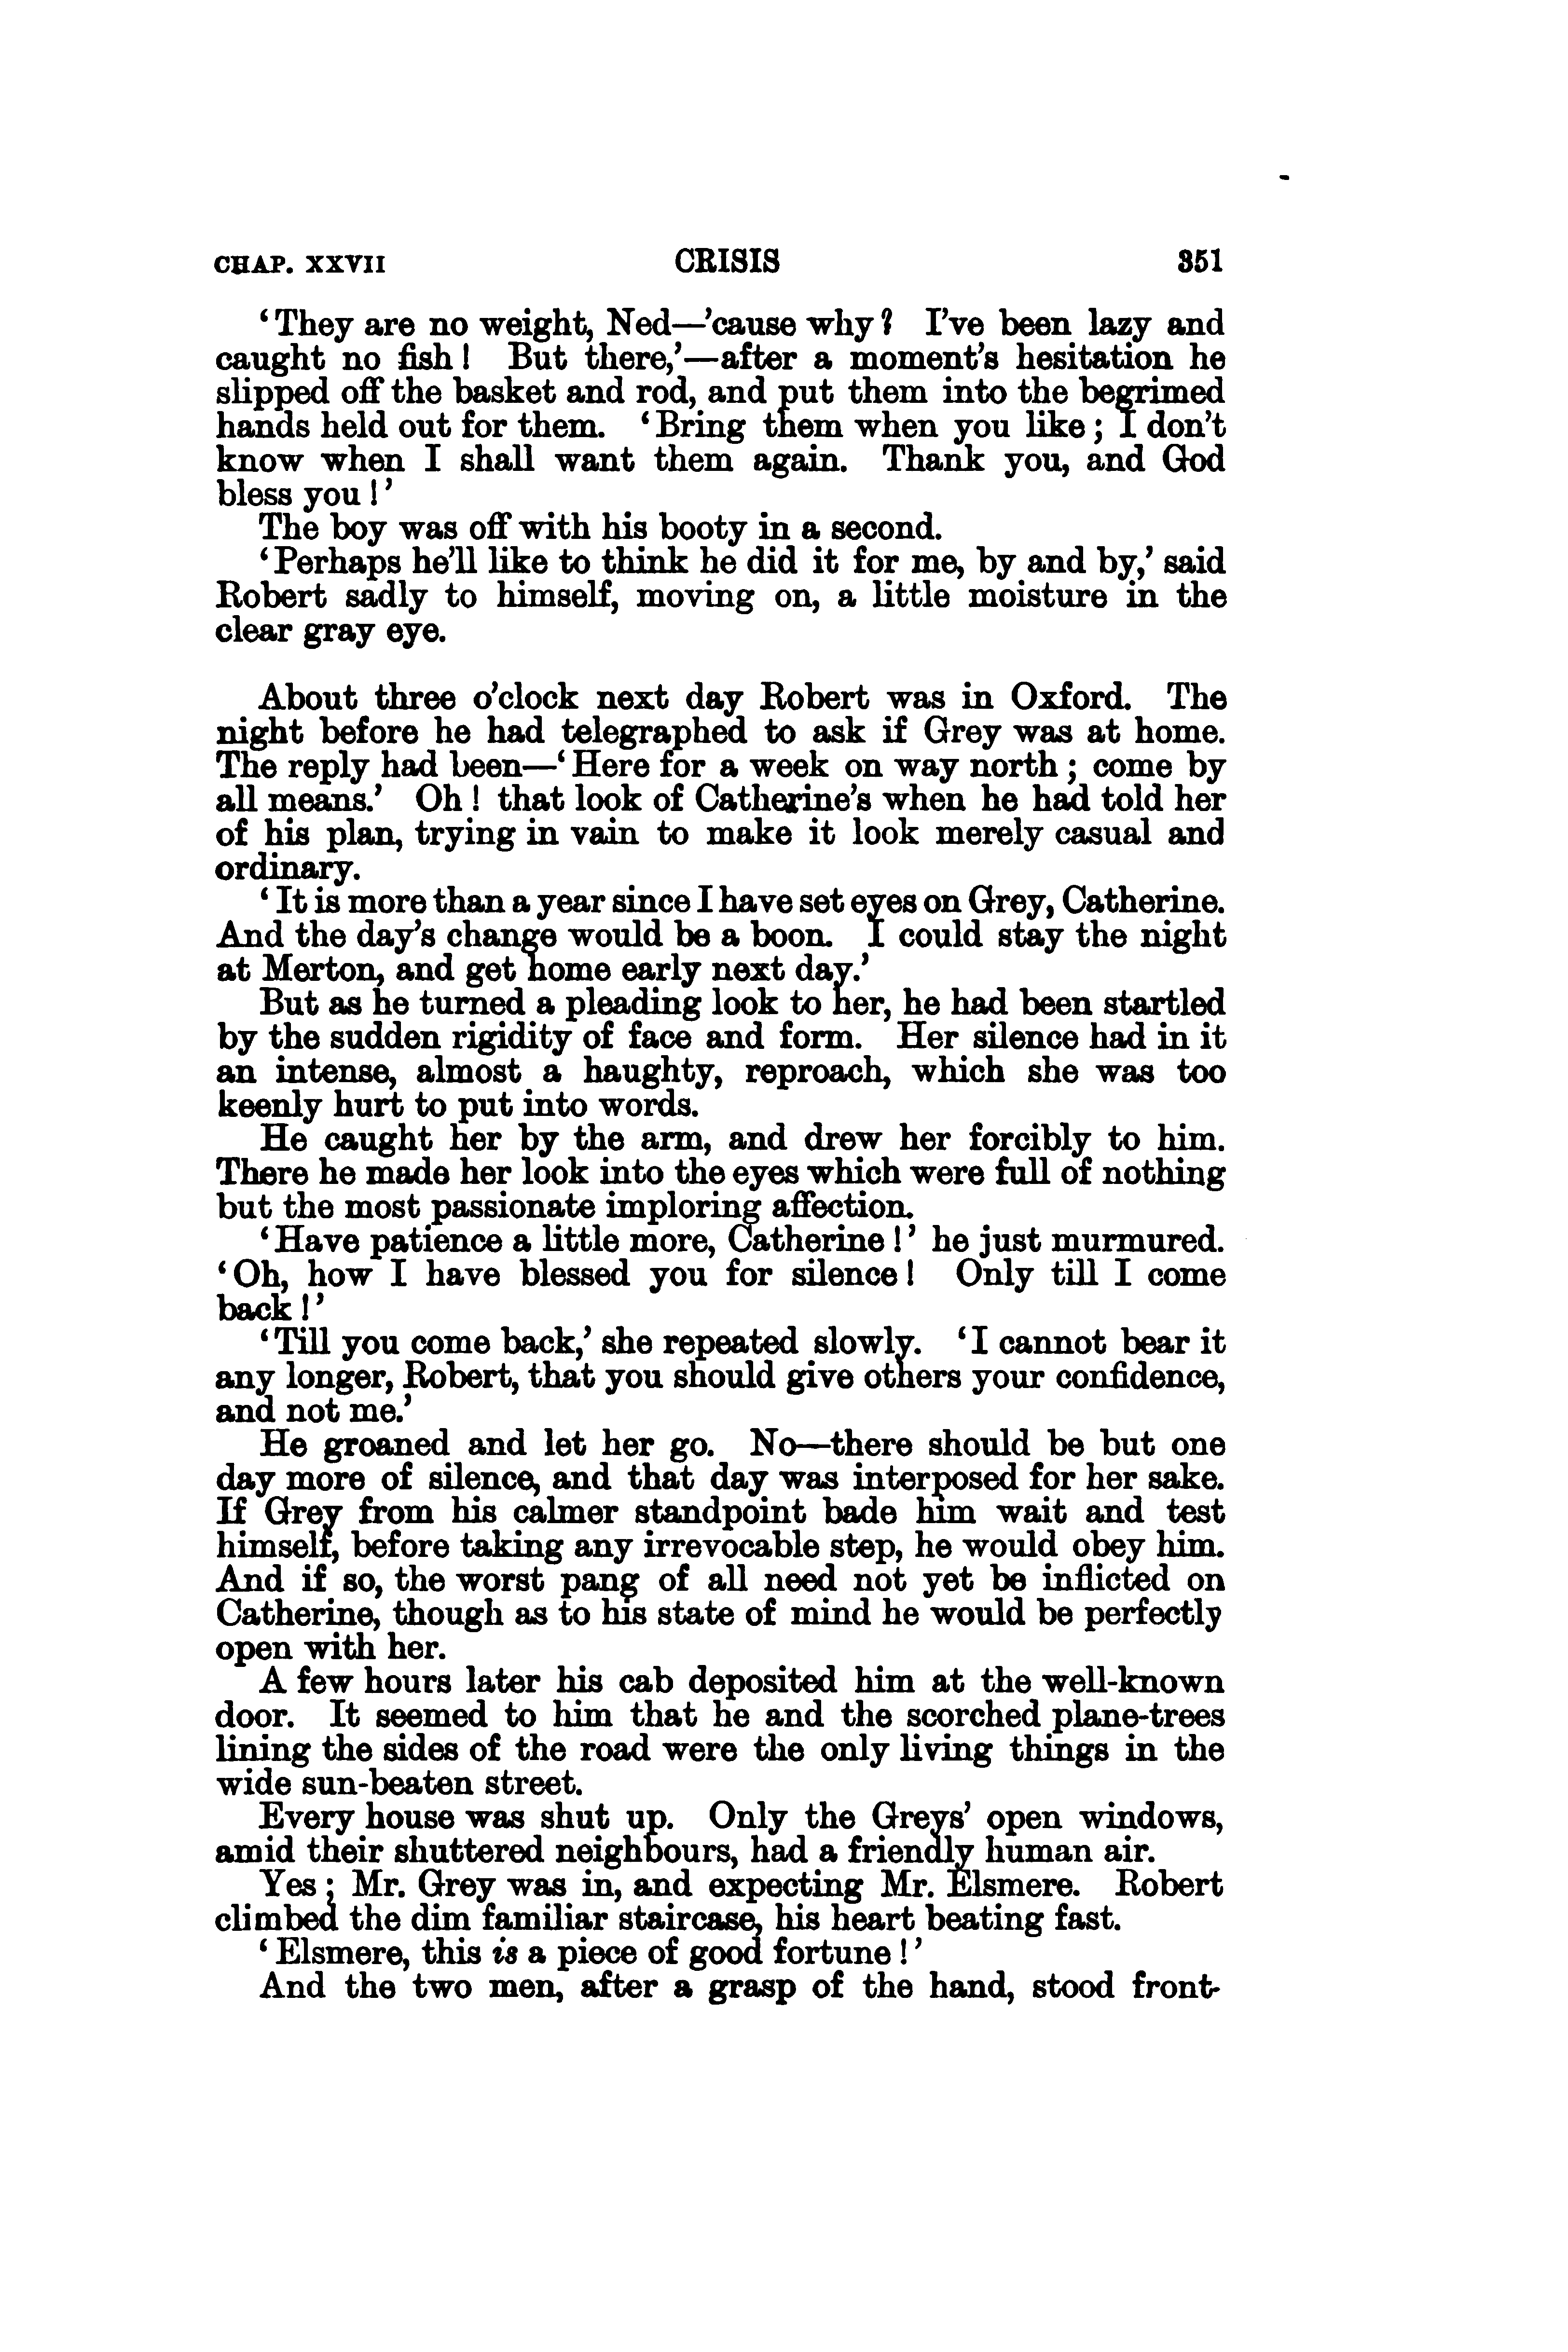 CHAP. XXVII CRISIS 351
‘They are no weight, Ned—’cause why? I’ve been lazy and
caught no fish! But there,’—after a moment’s hesitation he
slipped off the basket and rod, and put them into the begrimed
hands held out for them. ‘Bring them when you like; I don’t
know when I shall want them again. Thank you, and God
bless you!’
The boy was off with his booty in a second.
‘Perhaps he’ll like to think he did it for me, by and by,’ said
Robert sadly to himself, moving on, a little moisture in the
clear gray eye.
About three o’clock next day Robert was in Oxford. The
night before he had telegraphed to ask if Grey was at home.
The reply had been—‘Here for a week on way north; come by
all means.’ Oh! that look of Catherine’s when he had told her
of his plan, trying in vain to make it look merely casual and
ordinary.
‘It is more than a year since I have set eyes on Grey, Catherine.
And the day’s change would be a boon. I could stay the night
at Merton, and get home early next day.’
But as he turned a pleading look to her, he had been startled
by the sudden rigidity of face and form. Her silence had in it
an intense, almost a haughty, reproach, which she was too
keenly hurt to put into words.
He caught her by the arm, and drew her forcibly to him.
There he made her look into the eyes which were full of nothing
but the most passionate imploring affection.
‘Have patience a little more, Catherine!’ he just murmured.
‘Oh, how I have blessed you for silence! Only till I come
back!’
‘Till you come back,’ she repeated slowly. ‘I cannot bear it
any longer, Robert, that you should give others your confidence,
and not me.’
He groaned and let her go. No—there should be but one
day more of silence, and that day was interposed for her sake.
If Grey from his calmer standpoint bade him wait and test
himself, before taking any irrevocable step, he would obey him.
And if so, the worst pang of all need not yet be inflicted on
Catherine, though as to his state of mind he would be perfectly
open with her.
A few hours later his cab deposited him at the well-known
door. It seemed to him that he and the scorched plane-trees
lining the sides of the road were the only living things in the
wide sun-beaten street.
Every house was shut up. Only the Greys’ open windows,
amid their shuttered neighbours, had a friendly human air.
Yes; Mr. Grey was in, and expecting Mr. Elsmere. Robert
climbed the dim familiar staircase, his heart beating fast.
‘Elsmere, this is a piece of good fortune!’
And the two men, after a grasp of the hand, stood front-